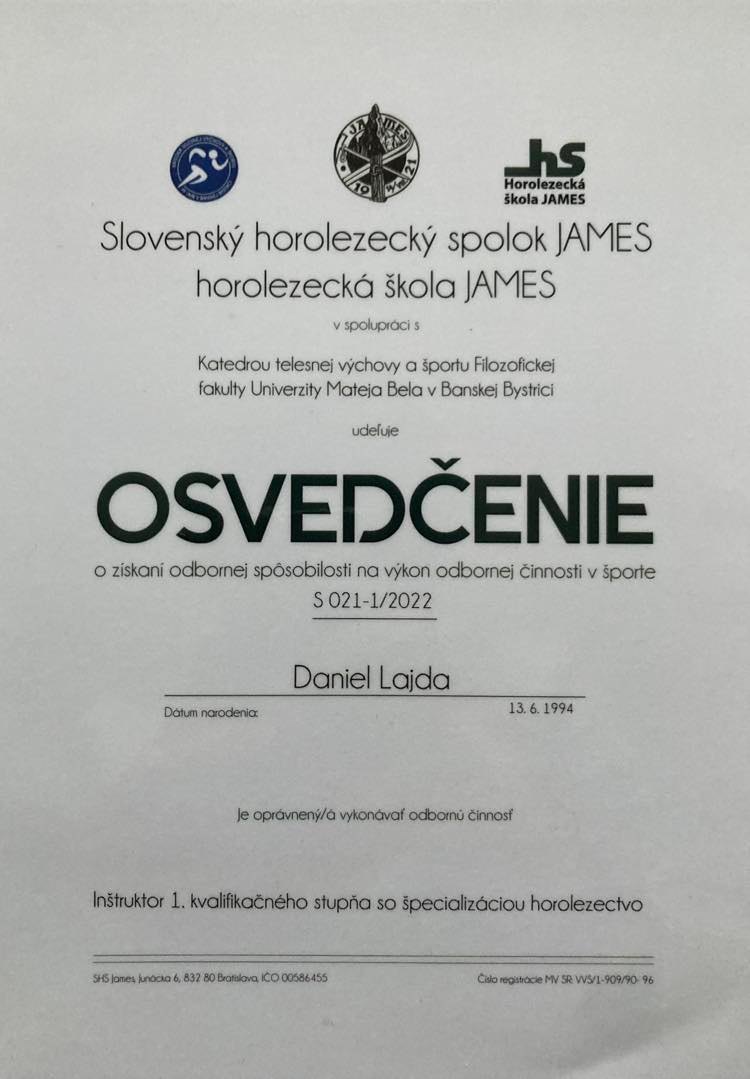 JAMES
19 21
hs
Horolezecká
škola JAMES
Slovenský horolezecký spolok JAMES
horolezecká škola JAMES
v spolupráci s
Katedrou telesnej výchovy a športu Filozofickej
fakulty Univerzity Mateja Bela v Banskej Bystrici
udeľuje
OSVEDČENIE
o získaní odbornej spôsobilosti na výkon odbornej činnosti v športe
S 021-1/2022
Daniel Lajda
Dátum narodenia: 13. 6. 1994
Je oprávnený/á vykonávať odbornú činnosť
Inštruktor 1. kvalifikačného stupňa so špecializáciou horolezectvo
SHS James, Junácka 6, 832 80 Bratislava, IČO 00586455 Číslo registrácie MV SR VVS/1-909/90- 96